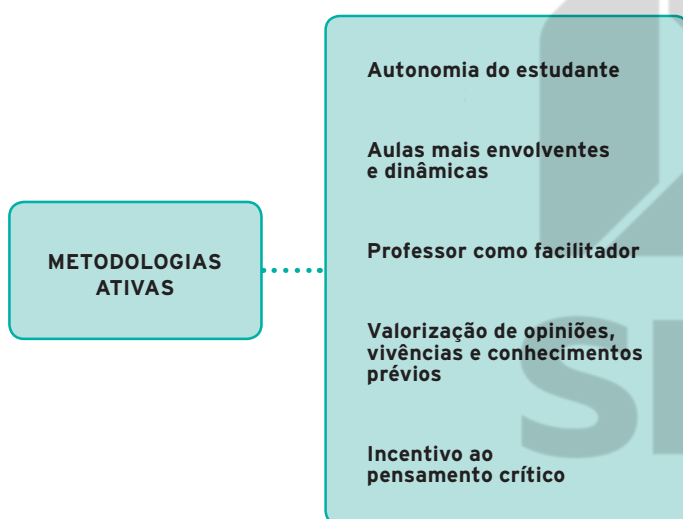 Autonomia do estudante
Aulas mais envolventes
e dinâmicas
METODOLOGIAS
ATIVAS
Professor como facilitador
Valorização de opiniões,
vivências e conhecimentos
prévios
Incentivo ao
pensamento crítico